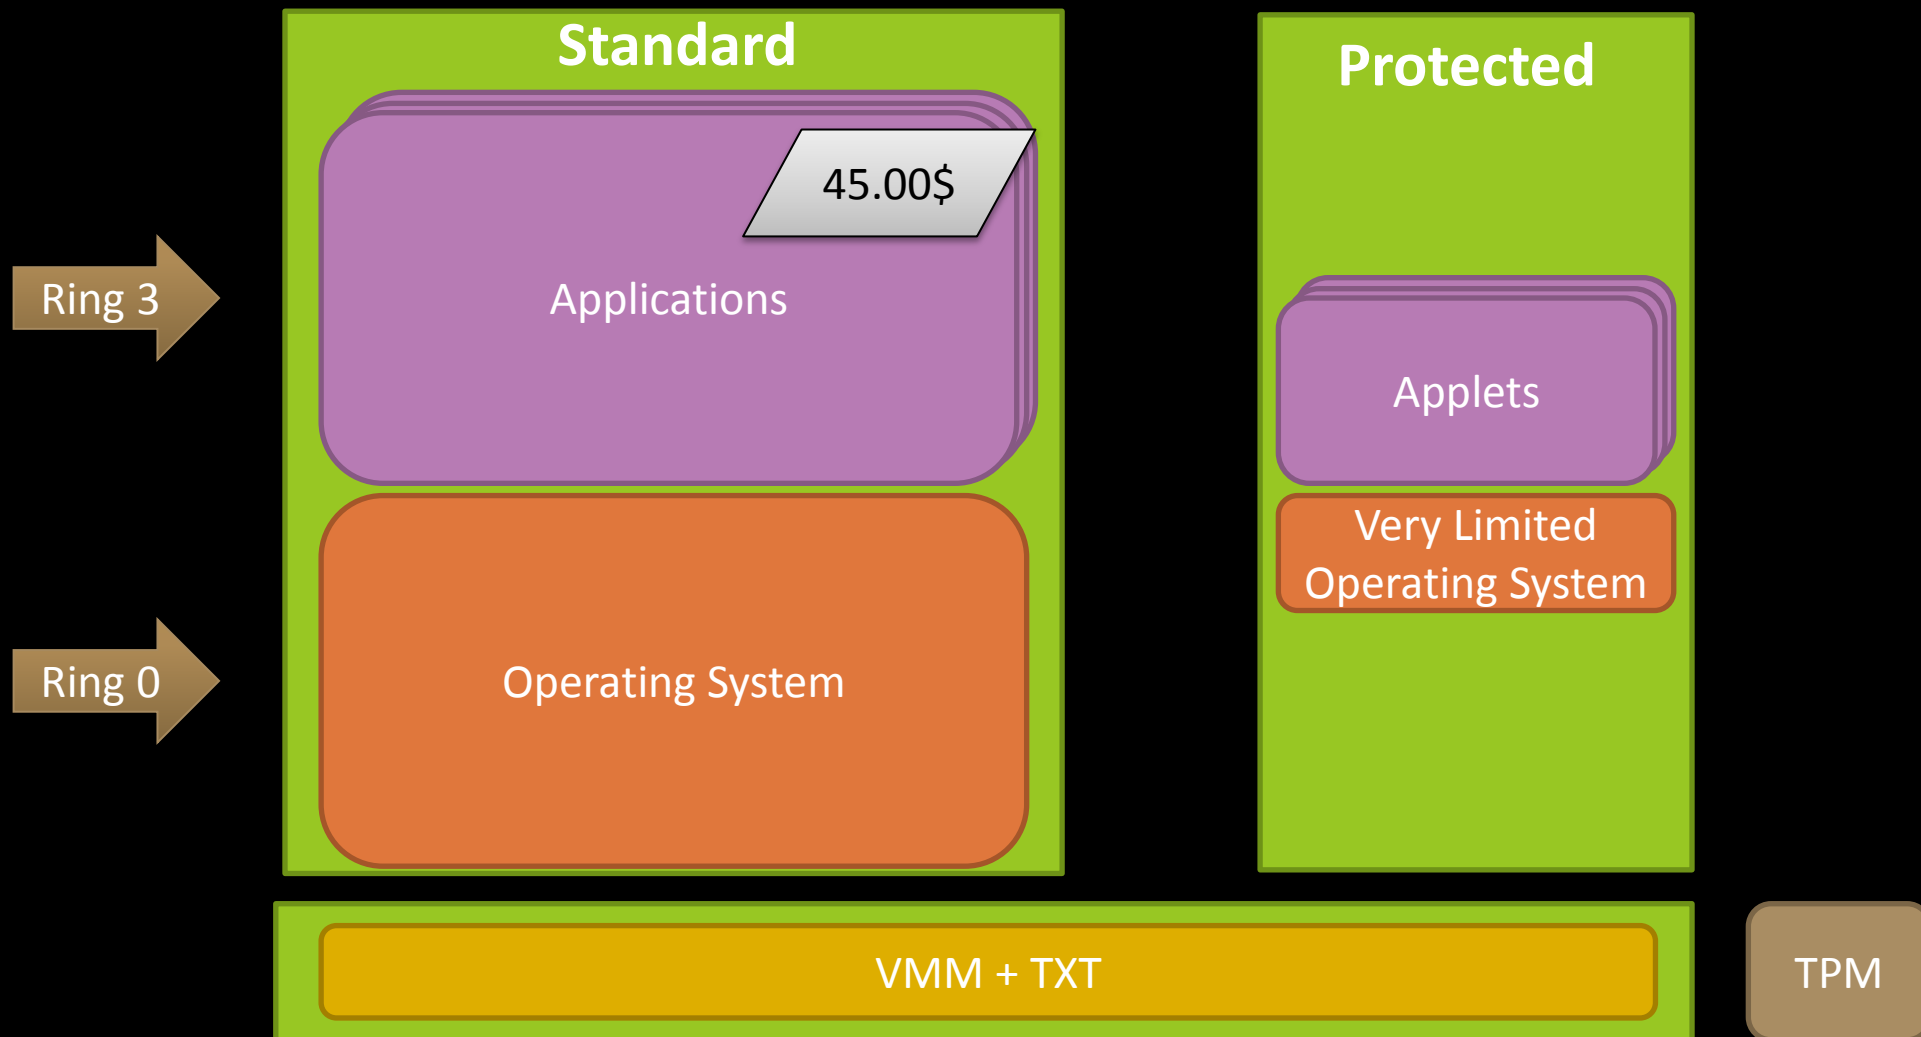 Standard
Protected
45.00$
Ring 3
Applications
Applets
Very Limited
Operating System
Ring 0
Operating System
VMM + TXT
TPM